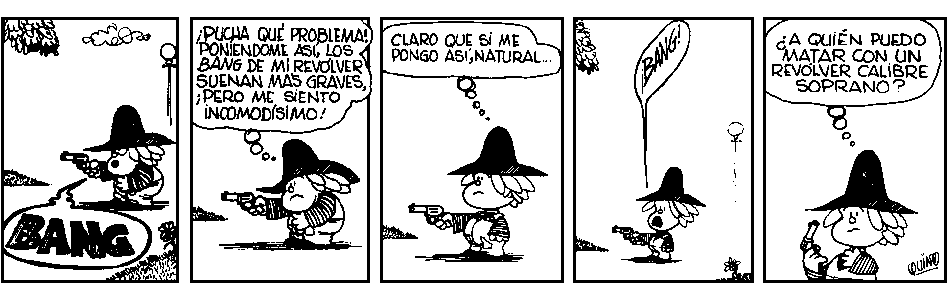 BANG
¡PUCHA QUÉ PROBLEMA!
PONIÉNDOME ASÍ, LOS
BANG DE MI REVÓLVER
SUENAN MÁS GRAVES,
¡PERO ME SIENTO
INCOMODÍSIMO!
CLARO QUE SI ME
PONGO ASÍ, NATURAL...
BANG!
¿A QUIÉN PUEDO
MATAR CON UN
REVOLVER CALIBRE
SOPRANO?
QUINO